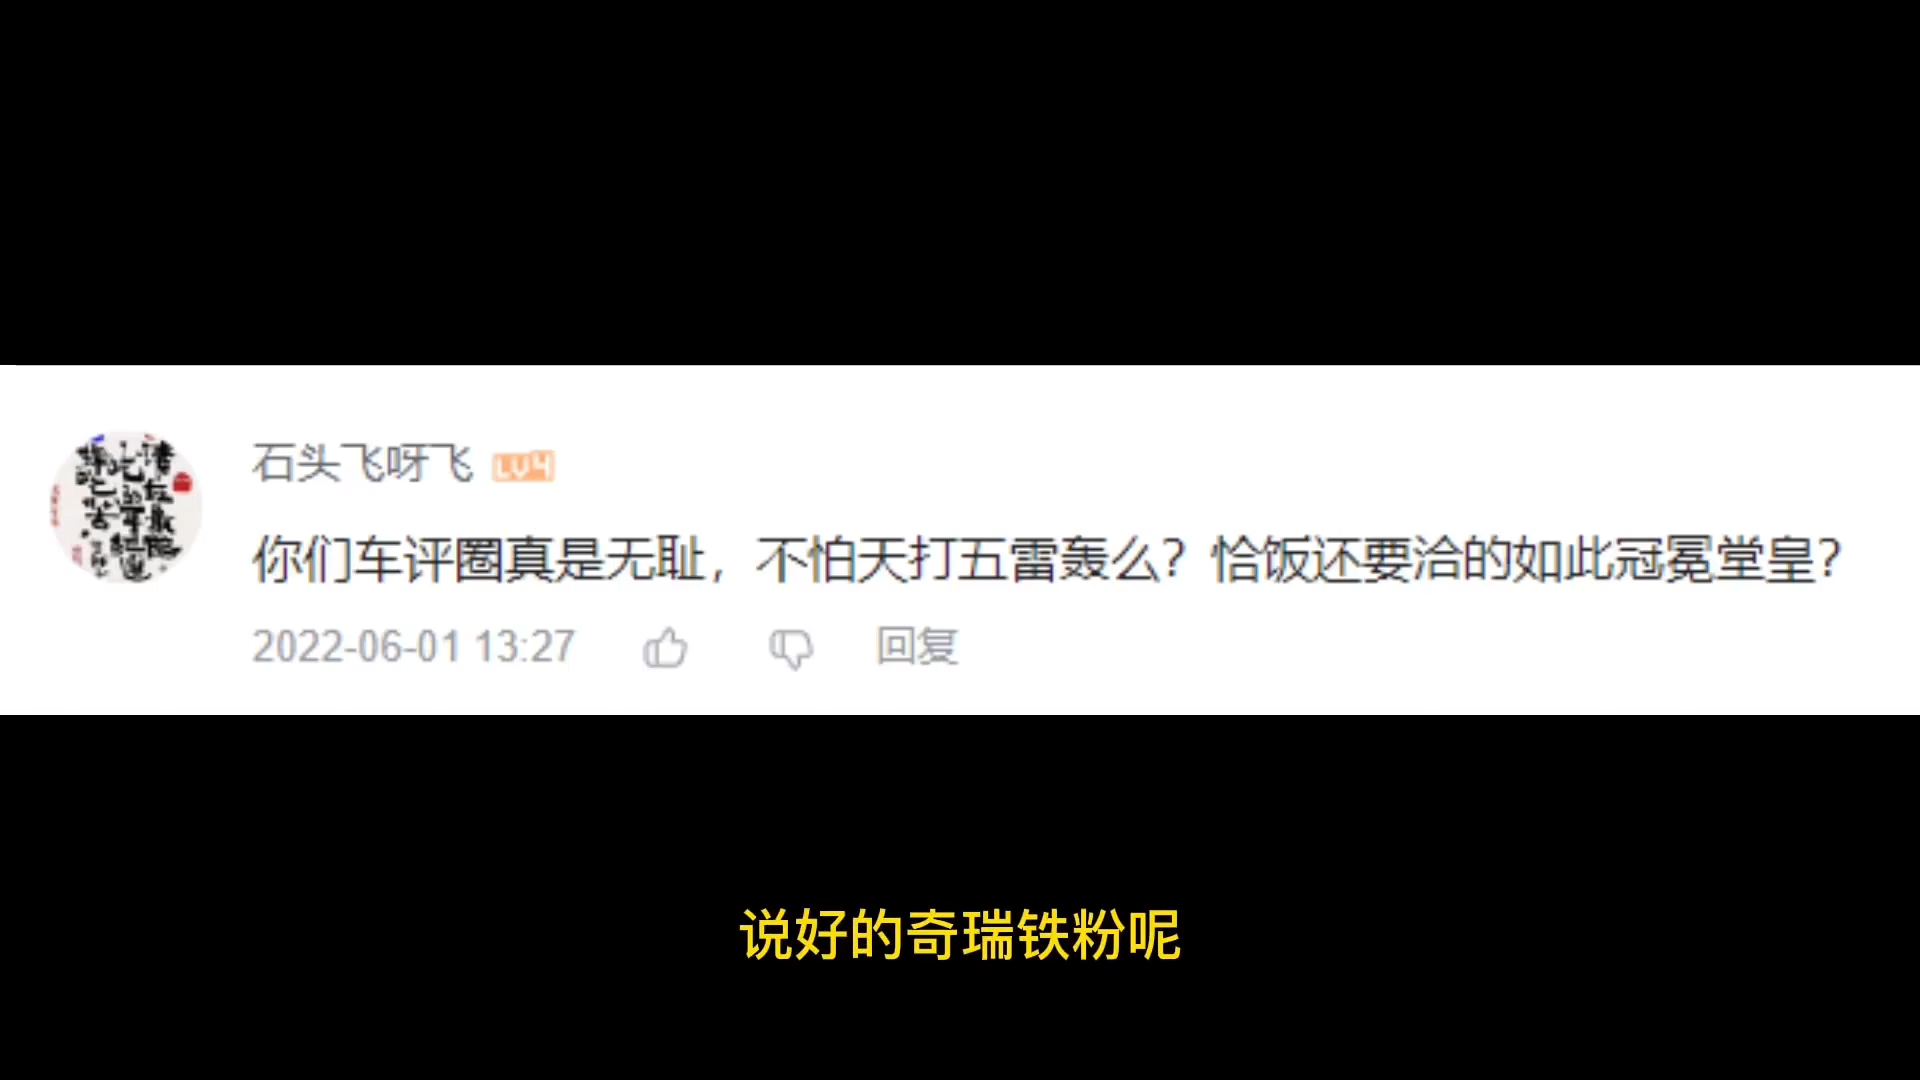 石头飞呀飞 LV4
你们车评圈真是无耻，不怕天打五雷轰么？恰饭还要洽的如此冠冕堂皇？
2022-06-01 13:27 回复
说好的奇瑞铁粉呢